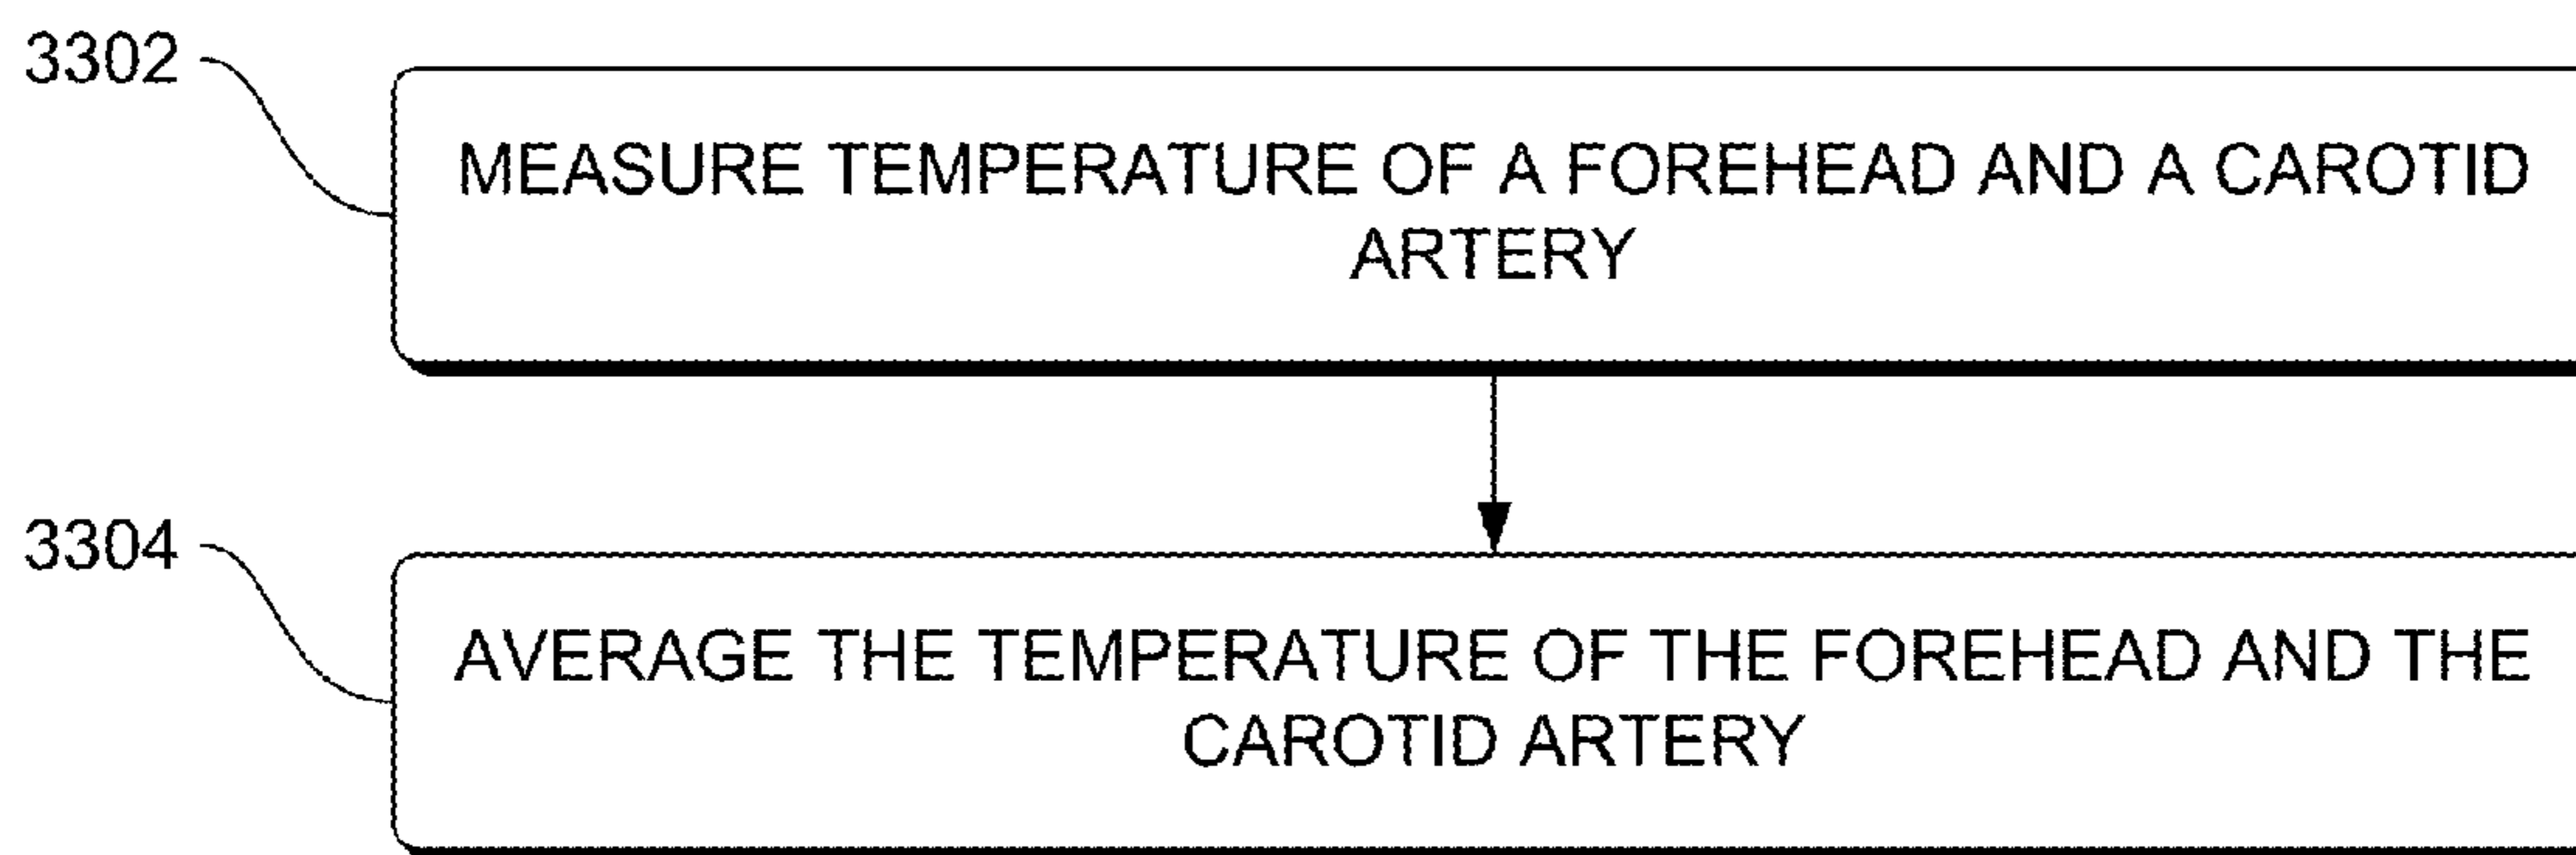 3302
MEASURE TEMPERATURE OF A FOREHEAD AND A CAROTID
ARTERY
3304
AVERAGE THE TEMPERATURE OF THE FOREHEAD AND THE
CAROTID ARTERY